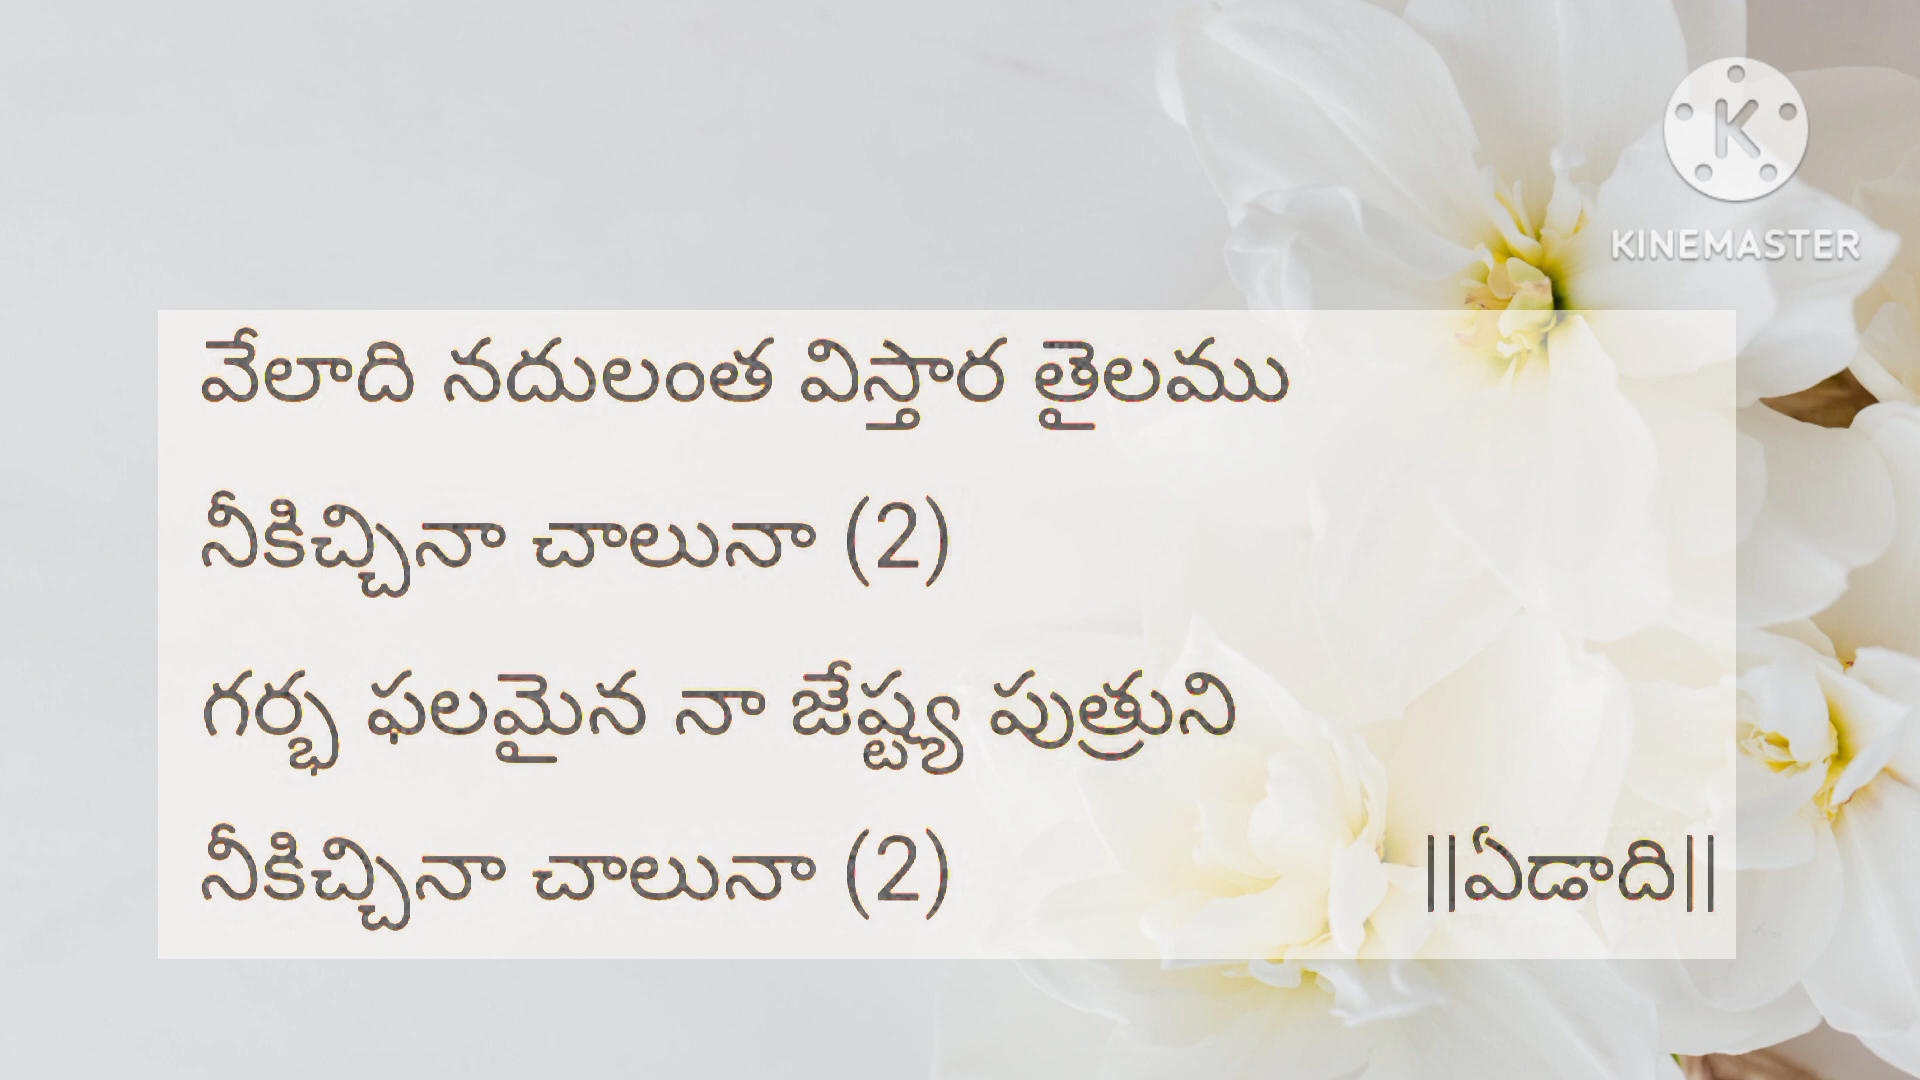 KINEMASTER
వేలాది నదులంత విస్తార తైలము
నీకిచ్చినా చాలునా (2)
గర్భ ఫలమైన నా జేష్ట్య పుత్రుని
నీకిచ్చినా చాలునా (2) ||ఏడాది||